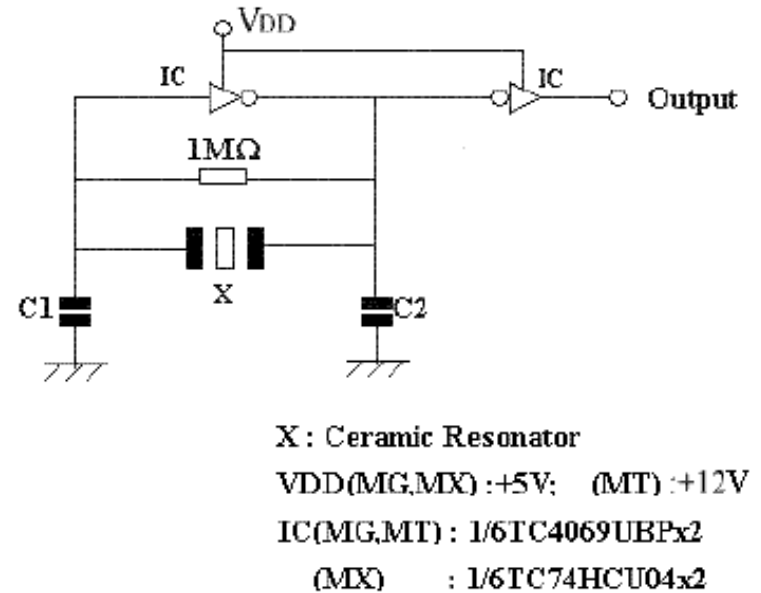 VDD
IC
IC
Output
1MΩ
X
C1
C2
X : Ceramic Resonator
VDD(MG,MX) :+5V; (MT) :+12V
IC(MG,MT) : 1/6TC4069UBPx2
(MX) : 1/6TC74HCU04x2